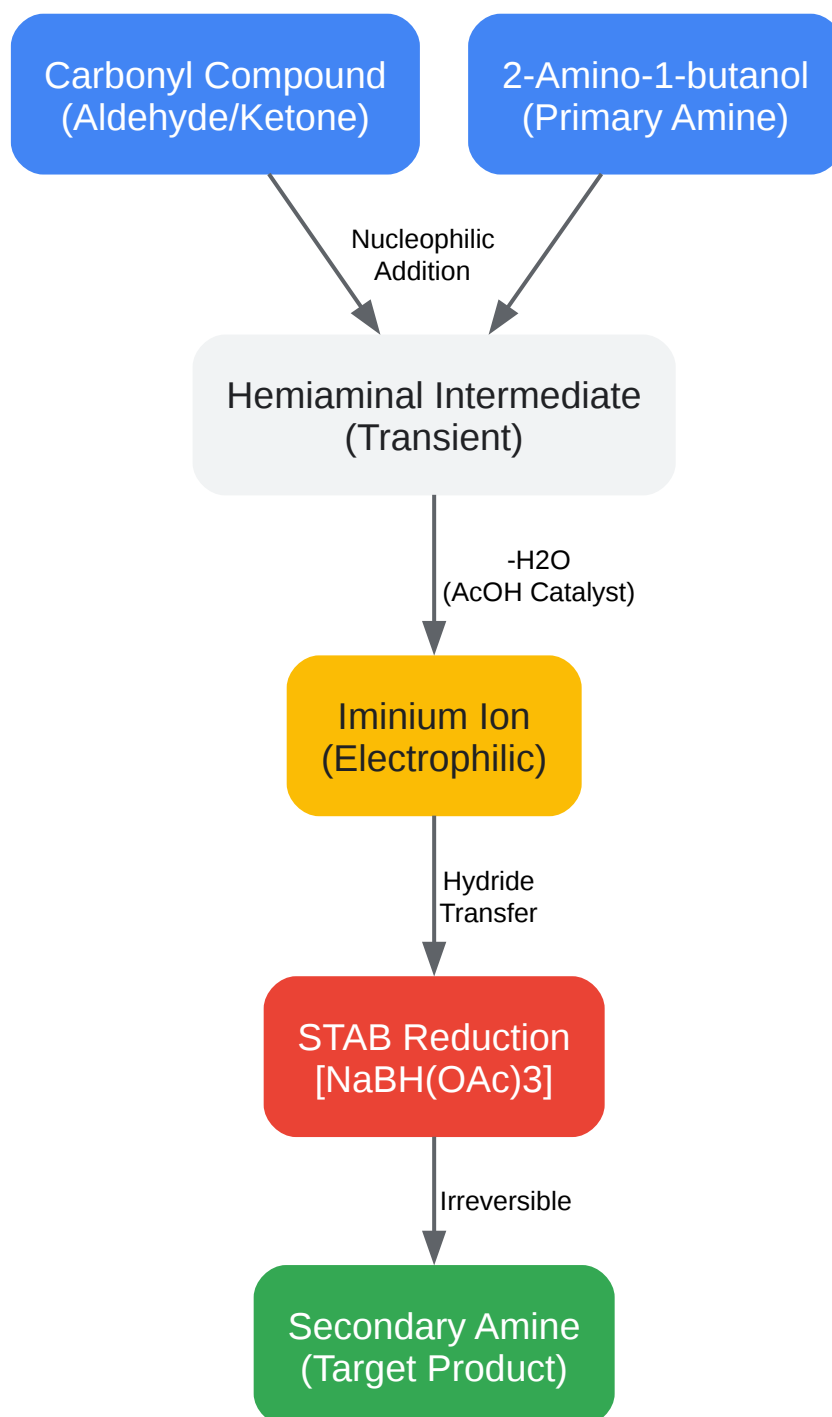 Carbonyl Compound
(Aldehyde/Ketone)
2-Amino-1-butanol
(Primary Amine)
Nucleophilic
Addition
Hemiaminal Intermediate
(Transient)
-H2O
(AcOH Catalyst)
Iminium Ion
(Electrophilic)
Hydride
Transfer
STAB Reduction
[NaBH(OAc)3]
Irreversible
Secondary Amine
(Target Product)